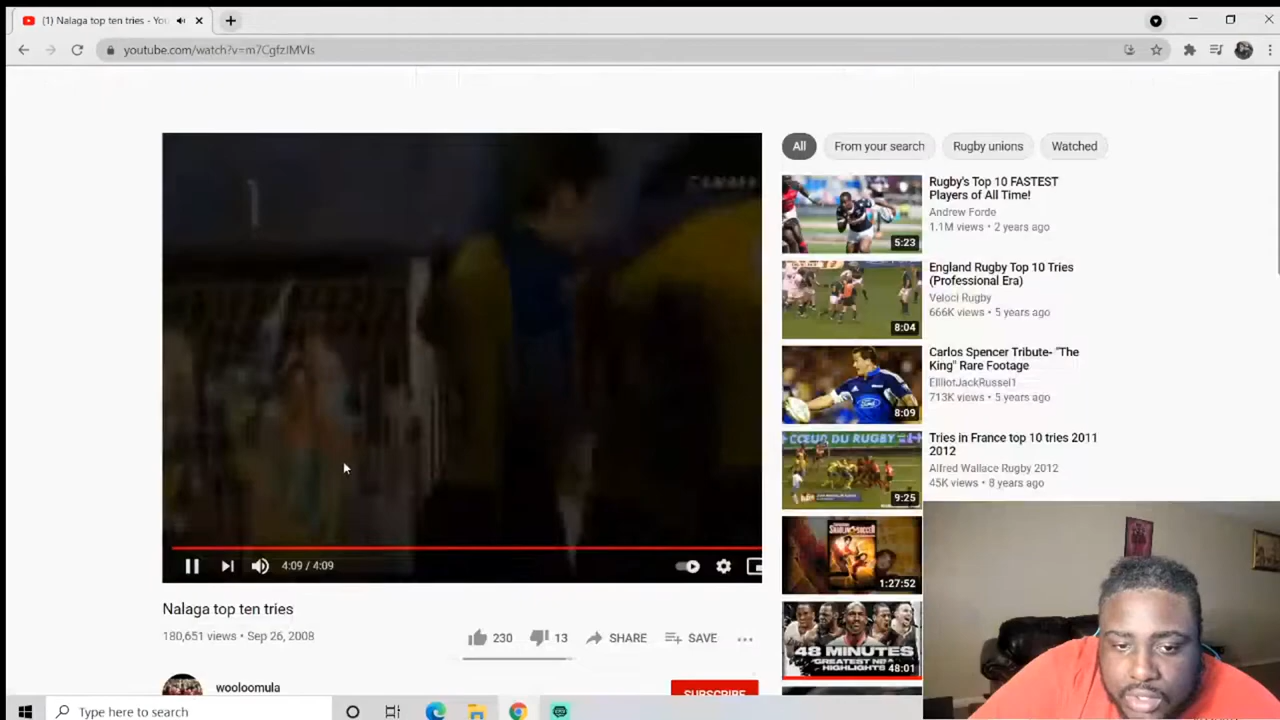 (1) Nalaga top ten tries - You
youtube.com/watch?v=m7CgfzJMVIs
All
From your search
Rugby unions
Watched
Rugby's Top 10 FASTEST
Players of All Time!
Andrew Forde
1.1M views • 2 years ago
5:23
England Rugby Top 10 Tries
(Professional Era)
Veloci Rugby
666K views • 5 years ago
8:04
Carlos Spencer Tribute- "The
King" Rare Footage
ElliotJackRussel1
713K views • 5 years ago
8:09
Tries in France top 10 tries 2011
2012
Alfred Wallace Rugby 2012
45K views • 8 years ago
9:25
1:27:52
48 MINUTES
GREATEST NBA
HIGHLIGHTS
48:01
4:09 / 4:09
Nalaga top ten tries
180,651 views • Sep 26, 2008
230
13
SHARE
SAVE
wooloomula
SUBSCRIBE
Type here to search